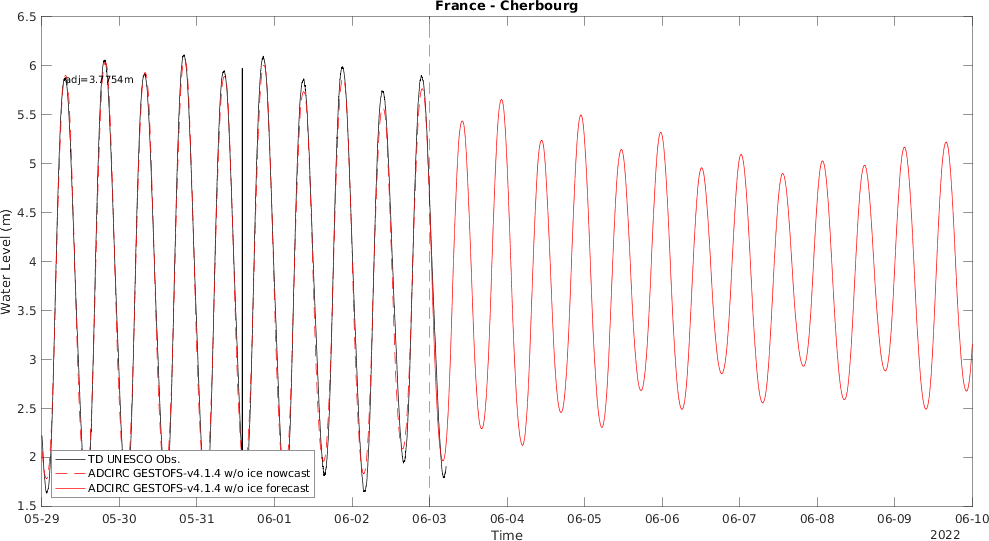 France - Cherbourg
6.5
6
5.5
5
4.5
4
3.5
3
2.5
2
1.5
Water Level (m)
adj=3.7754m
TD UNESCO Obs.
ADCIRC GESTOFS-v4.1.4 w/o ice nowcast
ADCIRC GESTOFS-v4.1.4 w/o ice forecast
05-29 05-30 05-31 06-01 06-02 06-03 06-04 06-05 06-06 06-07 06-08 06-09 06-10
Time
2022